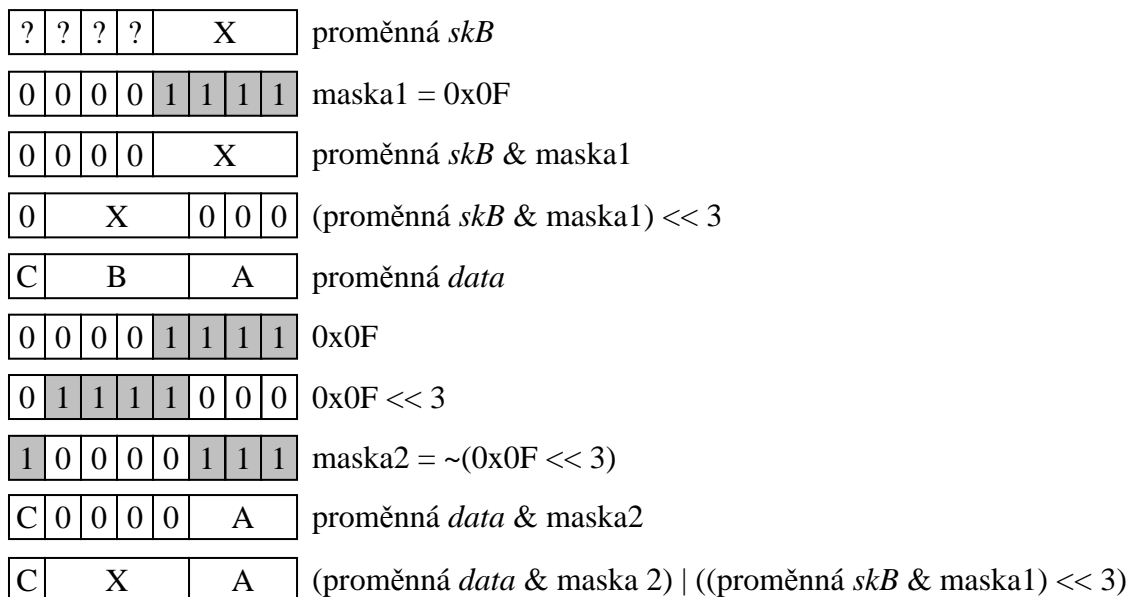 ? ? ? ? X proměnná skB
0 0 0 0 1 1 1 1 maska1 = 0x0F
0 0 0 0 X proměnná skB & maska1
0 X 0 0 0 (proměnná skB & maska1) << 3
C B A proměnná data
0 0 0 0 1 1 1 1 0x0F
0 1 1 1 1 0 0 0 0x0F << 3
1 0 0 0 0 1 1 1 maska2 = ~(0x0F << 3)
C 0 0 0 0 A proměnná data & maska2
C X A (proměnná data & maska 2) | ((proměnná skB & maska1) << 3)